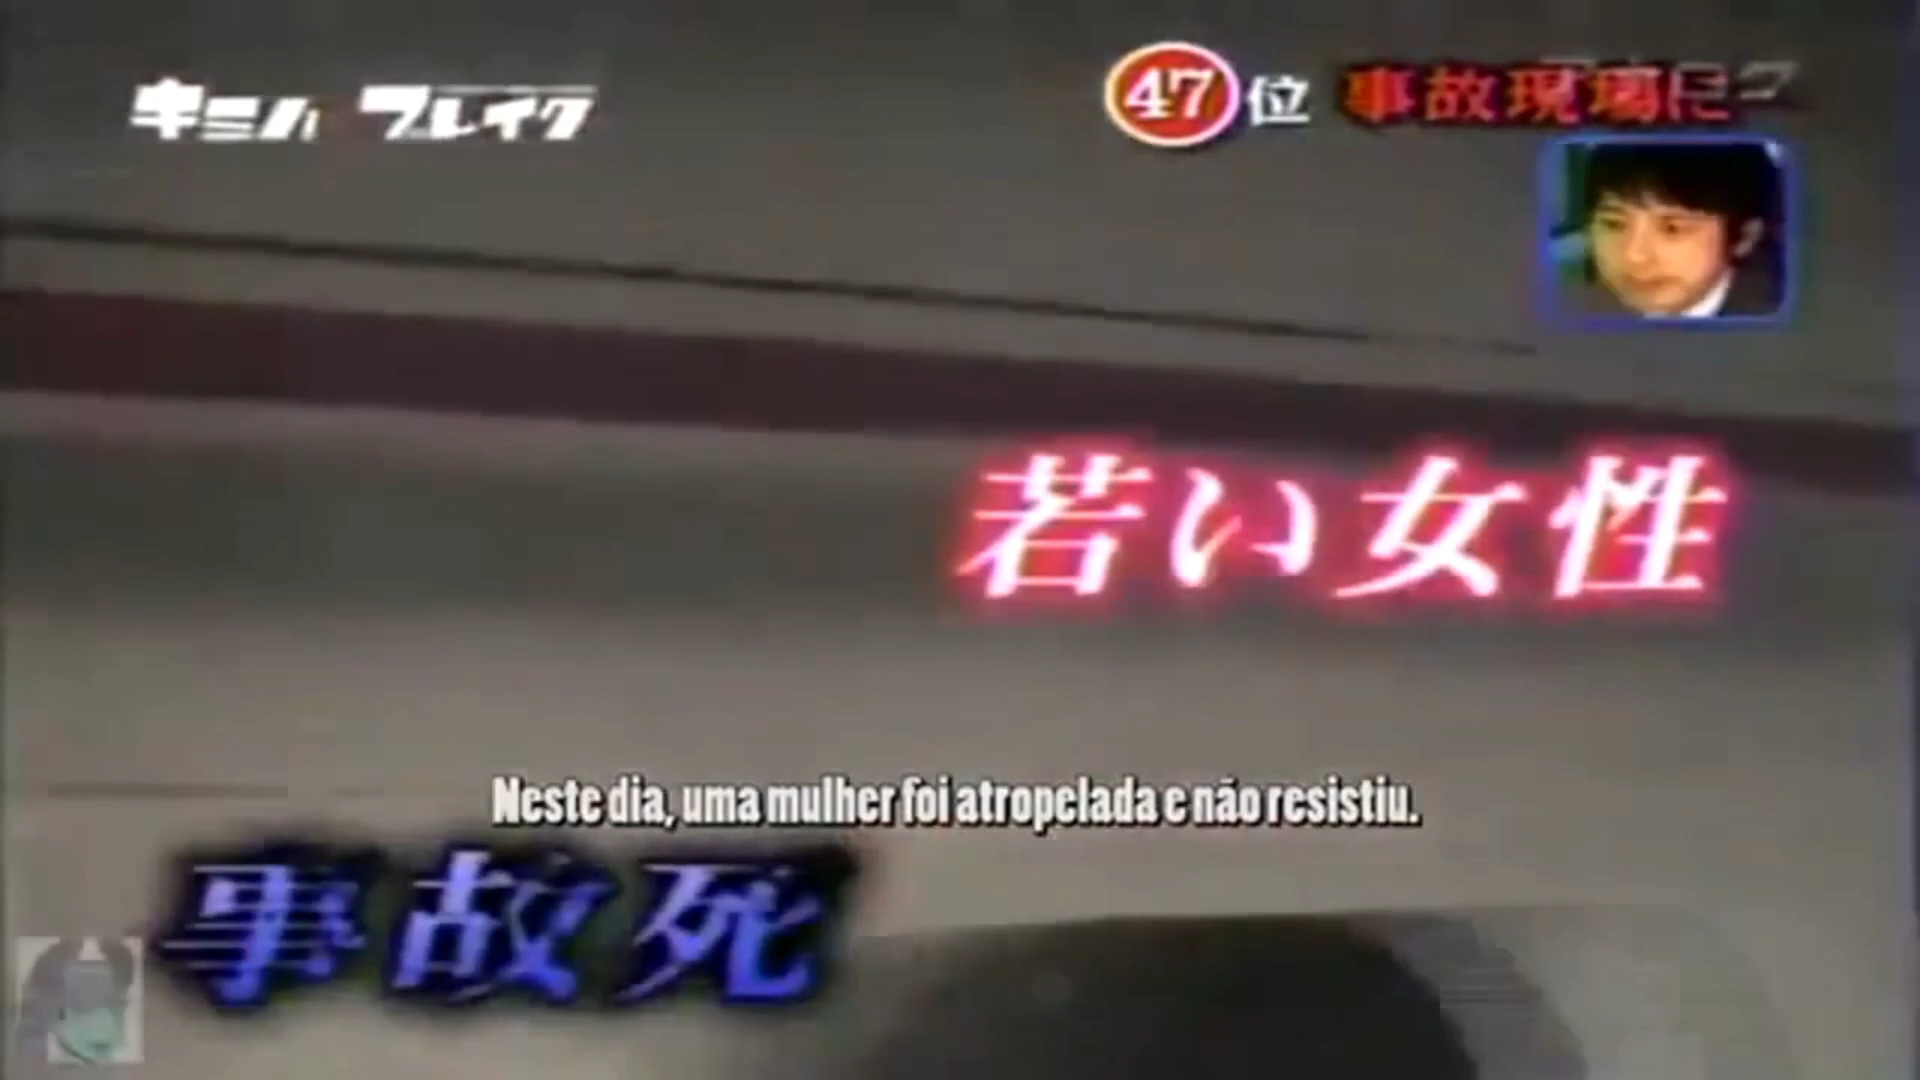 キミハ ブレイク
47位 事故現場に
若い女性
Neste dia, uma mulher foi atropelada e não resistiu.
事故死